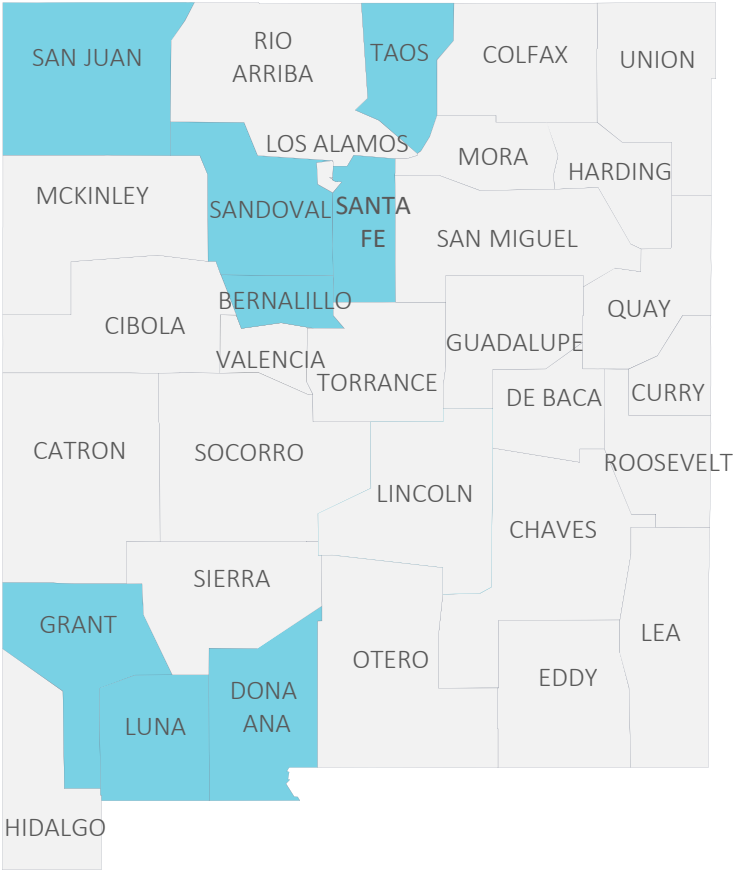 SAN JUAN
RIO
ARRIBA
TAOS
COLFAX
UNION
LOS ALAMOS
MORA
HARDING
MCKINLEY
SANDOVAL
SANTA
FE
SAN MIGUEL
BERNALILLO
QUAY
CIBOLA
VALENCIA
GUADALUPE
TORRANCE
DE BACA
CURRY
CATRON
SOCORRO
ROOSEVELT
LINCOLN
CHAVES
SIERRA
GRANT
LEA
OTERO
EDDY
DONA
ANA
LUNA
HIDALGO